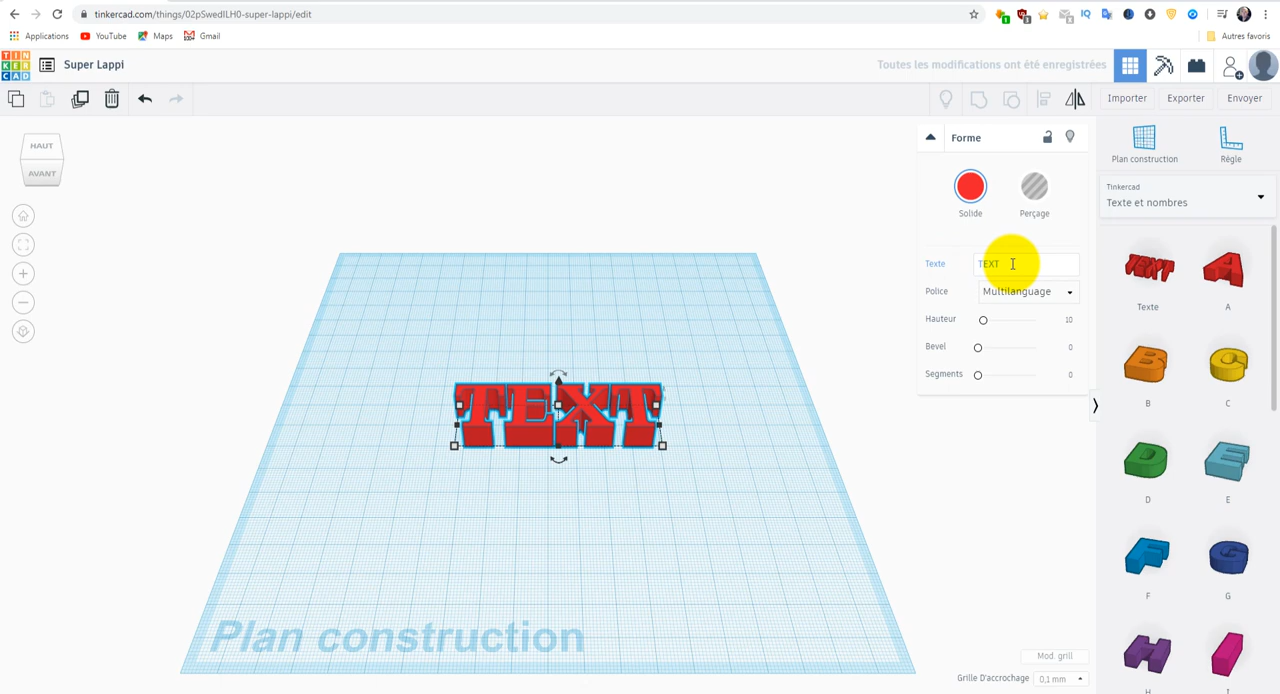 tinkercad.com/things/02pSwedlLH0-super-lappi/edit
Applications YouTube Maps Gmail Autres favoris
TIN
KER
CAD
Super Lappi
Toutes les modifications ont été enregistrées
Importer Exporter Envoyer
HAUT
AVANT
Forme
Solide Perçage
Texte TEXT
Police Multilanguage
Hauteur 10
Bevel 0
Segments 0
Plan construction Règle
Tinkercad
Texte et nombres
TEXT
Texte A
B C
D E
F G
H I
TEXT
Plan construction
Mod. grill
Grille D'accrochage 0,1 mm